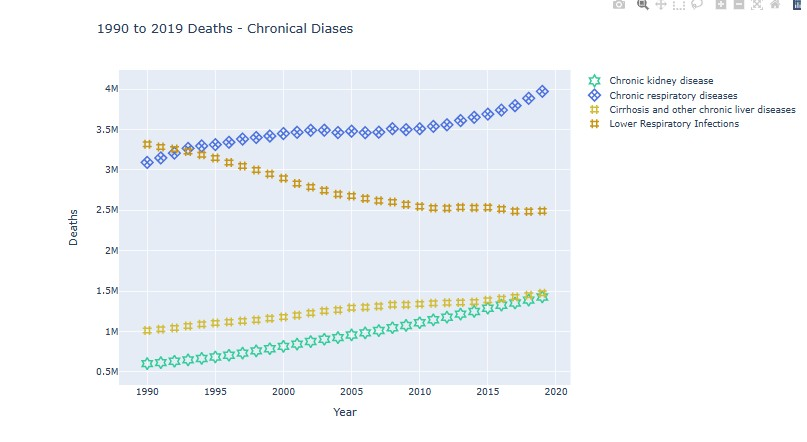 1990 to 2019 Deaths - Chronical Diases
4M
3.5M
3M
2.5M
2M
1.5M
1M
0.5M
Deaths
1990 1995 2000 2005 2010 2015 2020
Year
Chronic kidney disease
Chronic respiratory diseases
Cirrhosis and other chronic liver diseases
Lower Respiratory Infections